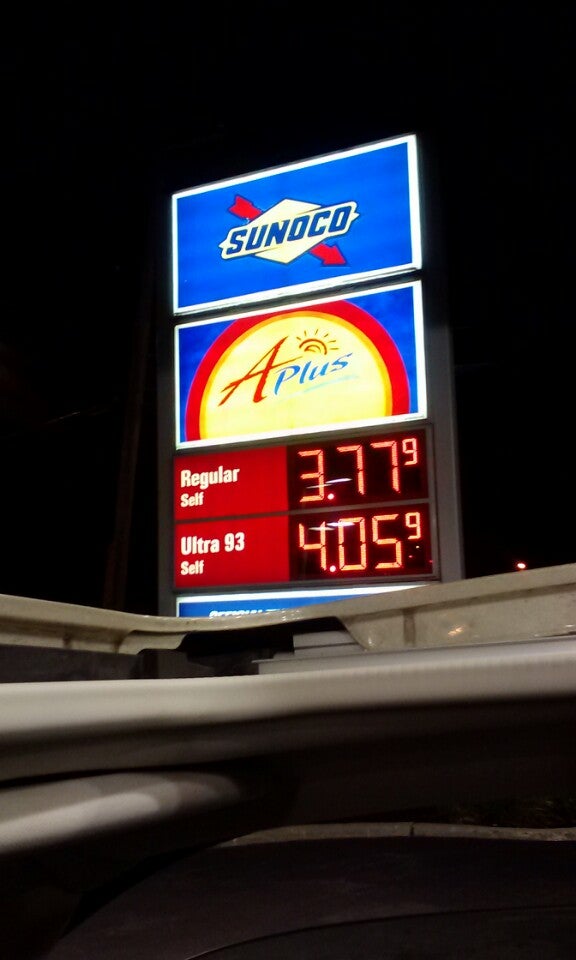 SUNOCO
APlus
Regular
Self
3.77 9
Ultra 93
Self
4.05 9